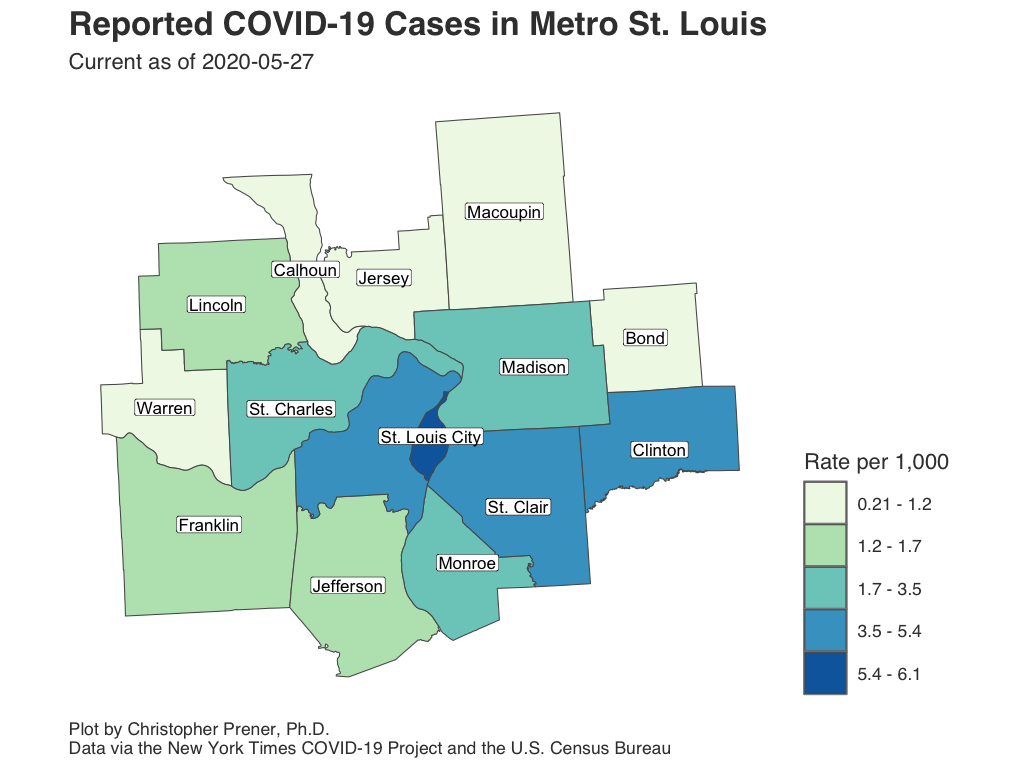 Reported COVID-19 Cases in Metro St. Louis
Current as of 2020-05-27
Macoupin
Calhoun
Jersey
Lincoln
Bond
Madison
Warren
St. Charles
St. Louis City
Clinton
St. Clair
Franklin
Monroe
Jefferson
Rate per 1,000
0.21 - 1.2
1.2 - 1.7
1.7 - 3.5
3.5 - 5.4
5.4 - 6.1
Plot by Christopher Prener, Ph.D.
Data via the New York Times COVID-19 Project and the U.S. Census Bureau